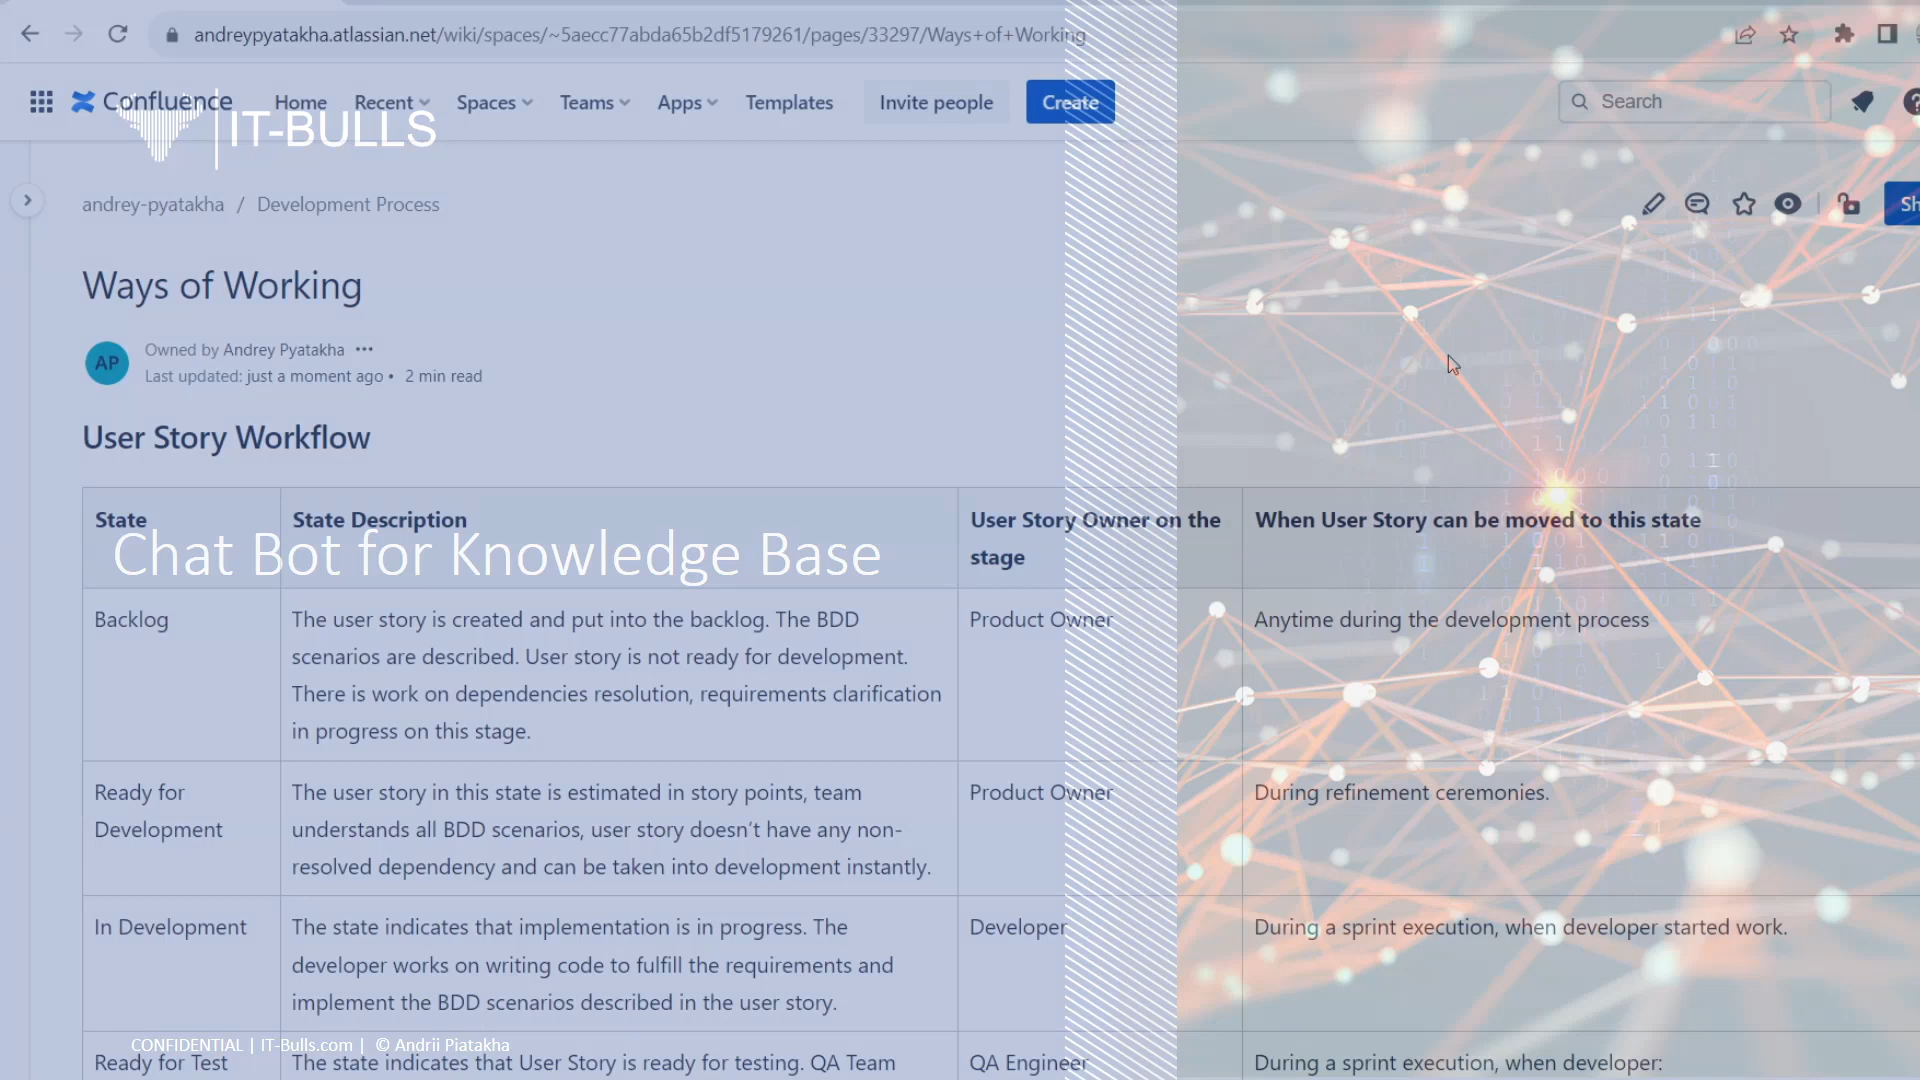 andreypyatakha.atlassian.net/wiki/spaces/~5aecc77abda65b2df5179261/pages/33297/Ways+of+Working
Confluence Home Recent Spaces Teams Apps Templates Invite people Create Search
IT-BULLS
andrey-pyatakha / Development Process
Sh
Ways of Working
AP
Owned by Andrey Pyatakha •••
Last updated: just a moment ago • 2 min read
User Story Workflow
State
State Description
User Story Owner on the
stage
When User Story can be moved to this state
Chat Bot for Knowledge Base
Backlog
The user story is created and put into the backlog. The BDD
scenarios are described. User story is not ready for development.
There is work on dependencies resolution, requirements clarification
in progress on this stage.
Product Owner
Anytime during the development process
Ready for
Development
The user story in this state is estimated in story points, team
understands all BDD scenarios, user story doesn’t have any non-
resolved dependency and can be taken into development instantly.
Product Owner
During refinement ceremonies.
In Development
The state indicates that implementation is in progress. The
developer works on writing code to fulfill the requirements and
implement the BDD scenarios described in the user story.
Developer
During a sprint execution, when developer started work.
CONFIDENTIAL | IT-Bulls.com | © Andrii Piatakha
Ready for Test
The state indicates that User Story is ready for testing. QA Team
QA Engineer
During a sprint execution, when developer: